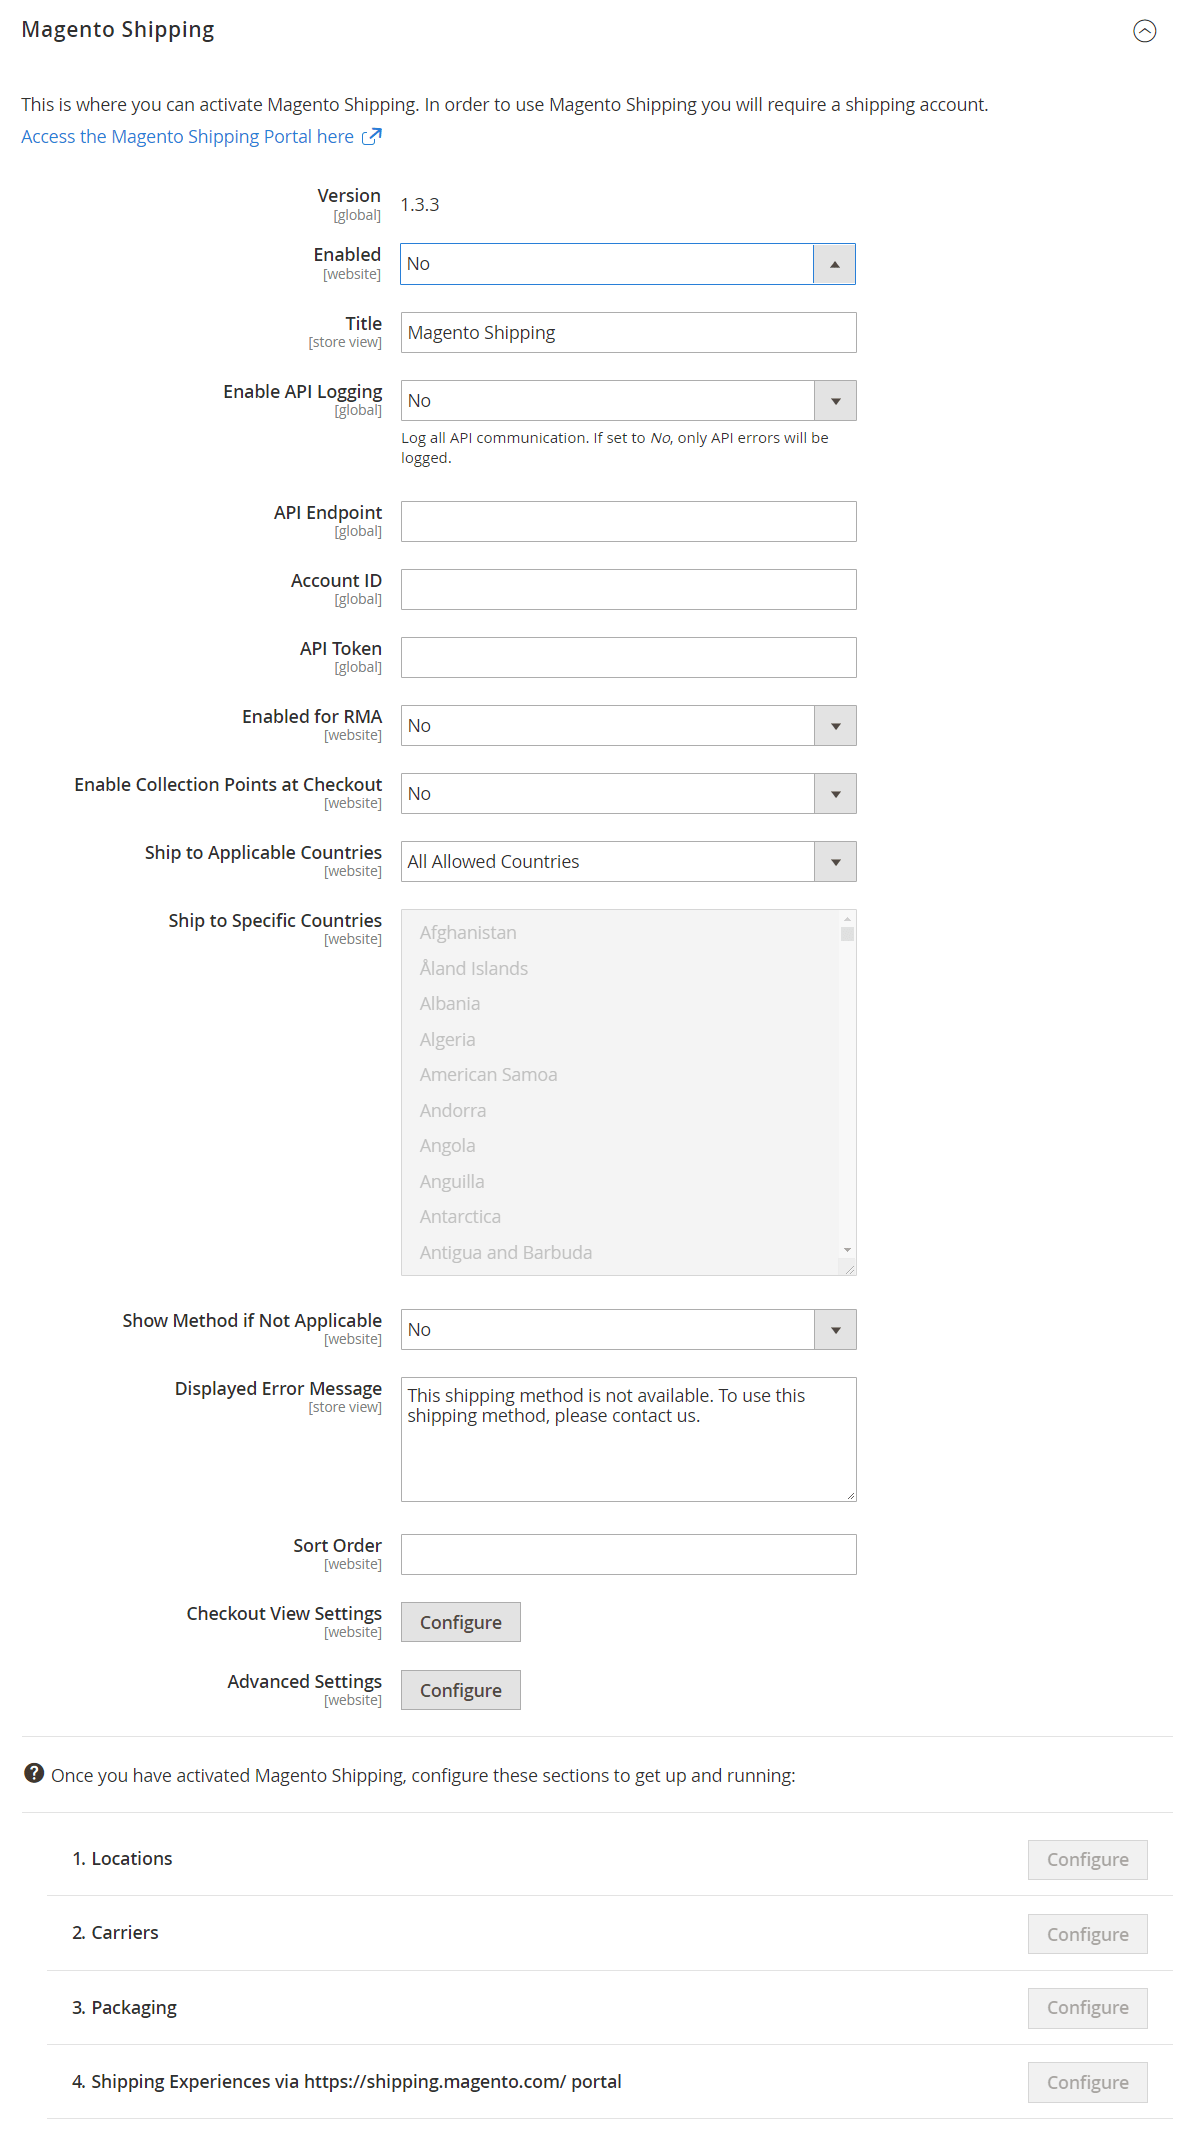 Magento Shipping
This is where you can activate Magento Shipping. In order to use Magento Shipping you will require a shipping account.
Access the Magento Shipping Portal here
Version
[global]
1.3.3
Enabled
[website]
No
Title
[store view]
Magento Shipping
Enable API Logging
[global]
No
Log all API communication. If set to No, only API errors will be
logged.
API Endpoint
[global]
Account ID
[global]
API Token
[global]
Enabled for RMA
[website]
No
Enable Collection Points at Checkout
[website]
No
Ship to Applicable Countries
[website]
All Allowed Countries
Ship to Specific Countries
[website]
Afghanistan
Åland Islands
Albania
Algeria
American Samoa
Andorra
Angola
Anguilla
Antarctica
Antigua and Barbuda
Show Method if Not Applicable
[website]
No
Displayed Error Message
[store view]
This shipping method is not available. To use this
shipping method, please contact us.
Sort Order
[website]
Checkout View Settings
[website]
Configure
Advanced Settings
[website]
Configure
? Once you have activated Magento Shipping, configure these sections to get up and running:
1. Locations
Configure
2. Carriers
Configure
3. Packaging
Configure
4. Shipping Experiences via https://shipping.magento.com/ portal
Configure